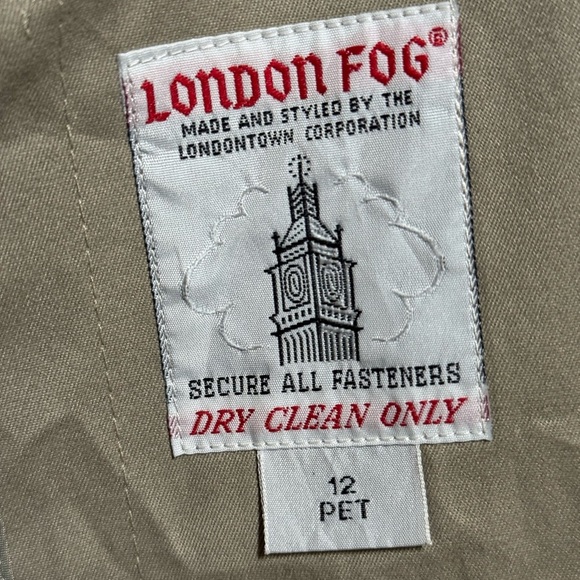 LONDON FOG®
MADE AND STYLED BY THE
LONDONTOWN CORPORATION
SECURE ALL FASTENERS
DRY CLEAN ONLY
12
PET